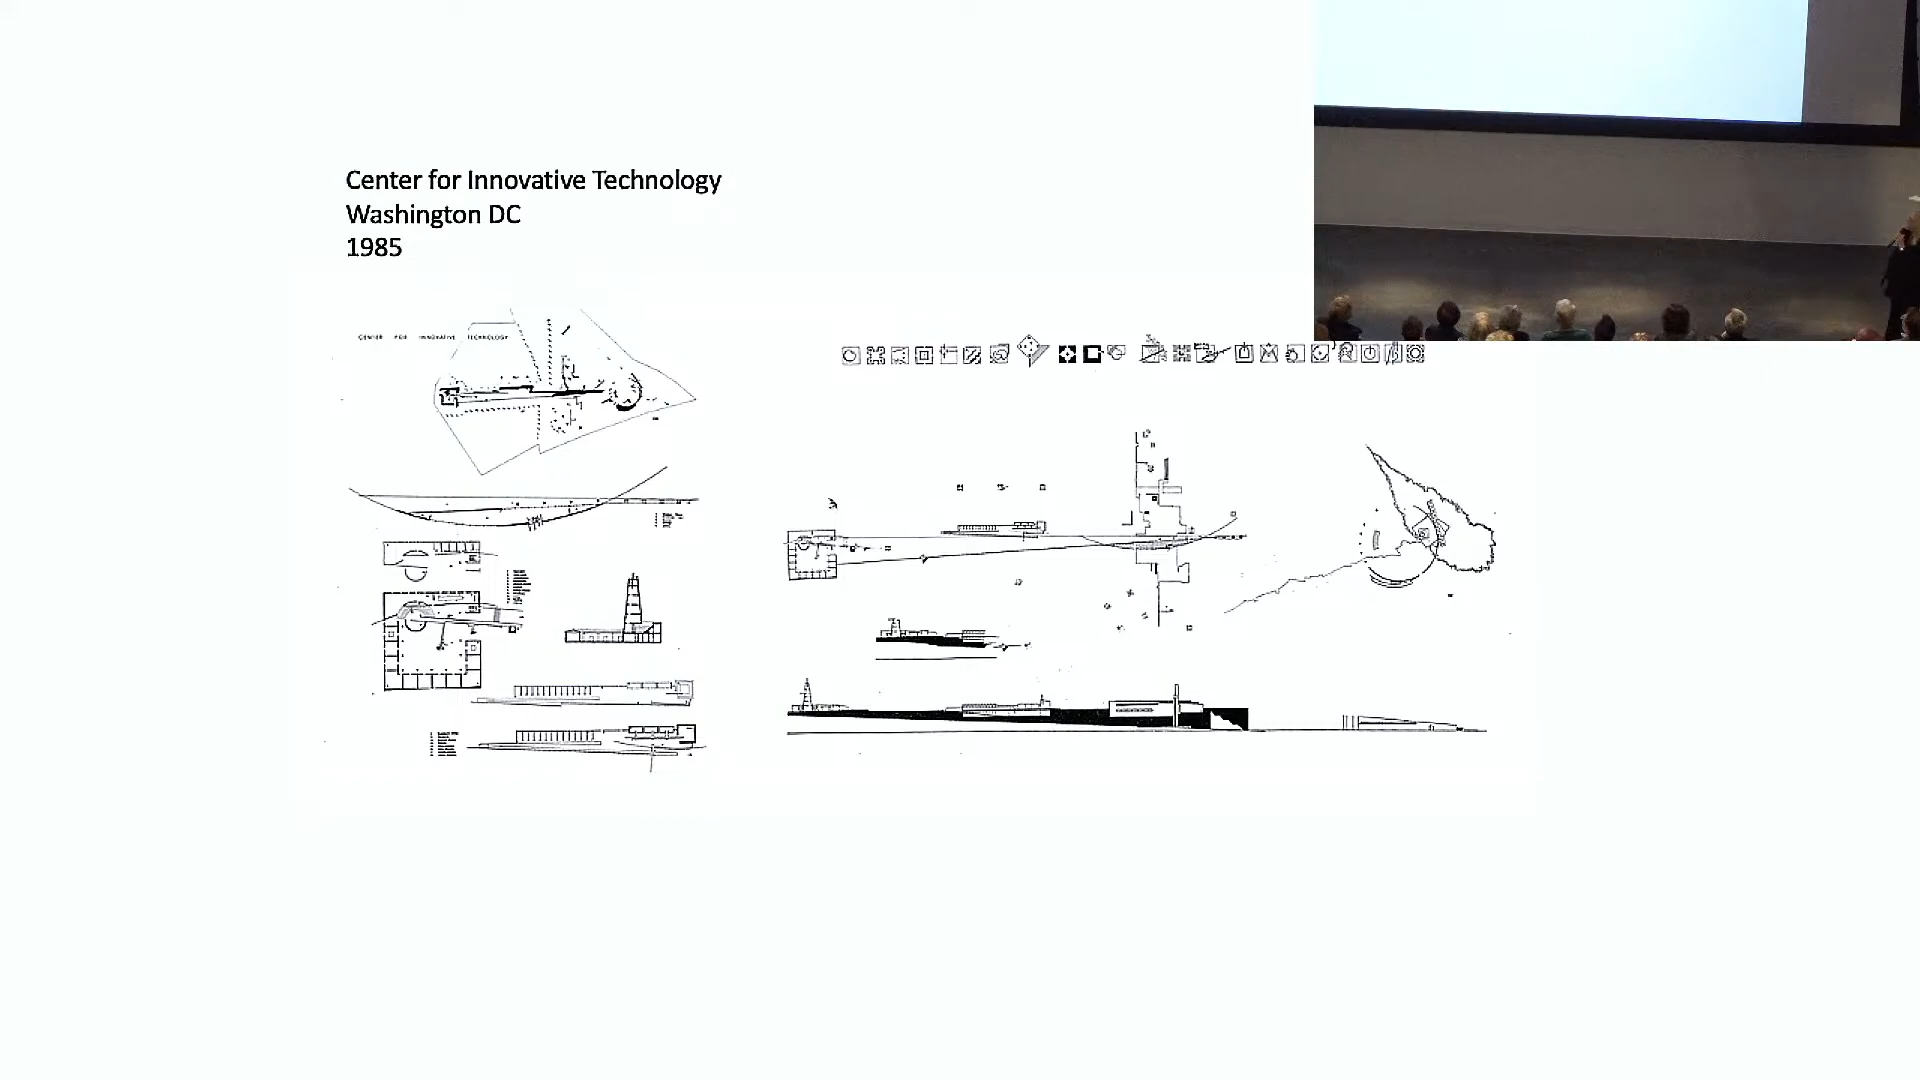 Center for Innovative Technology
Washington DC
1985
CENTER FOR INNOVATIVE TECHNOLOGY